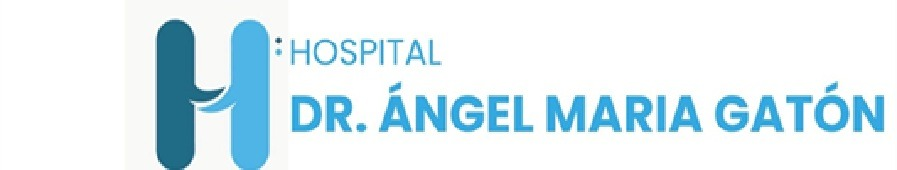 HOSPITAL
DR. ÁNGEL MARIA GATÓN